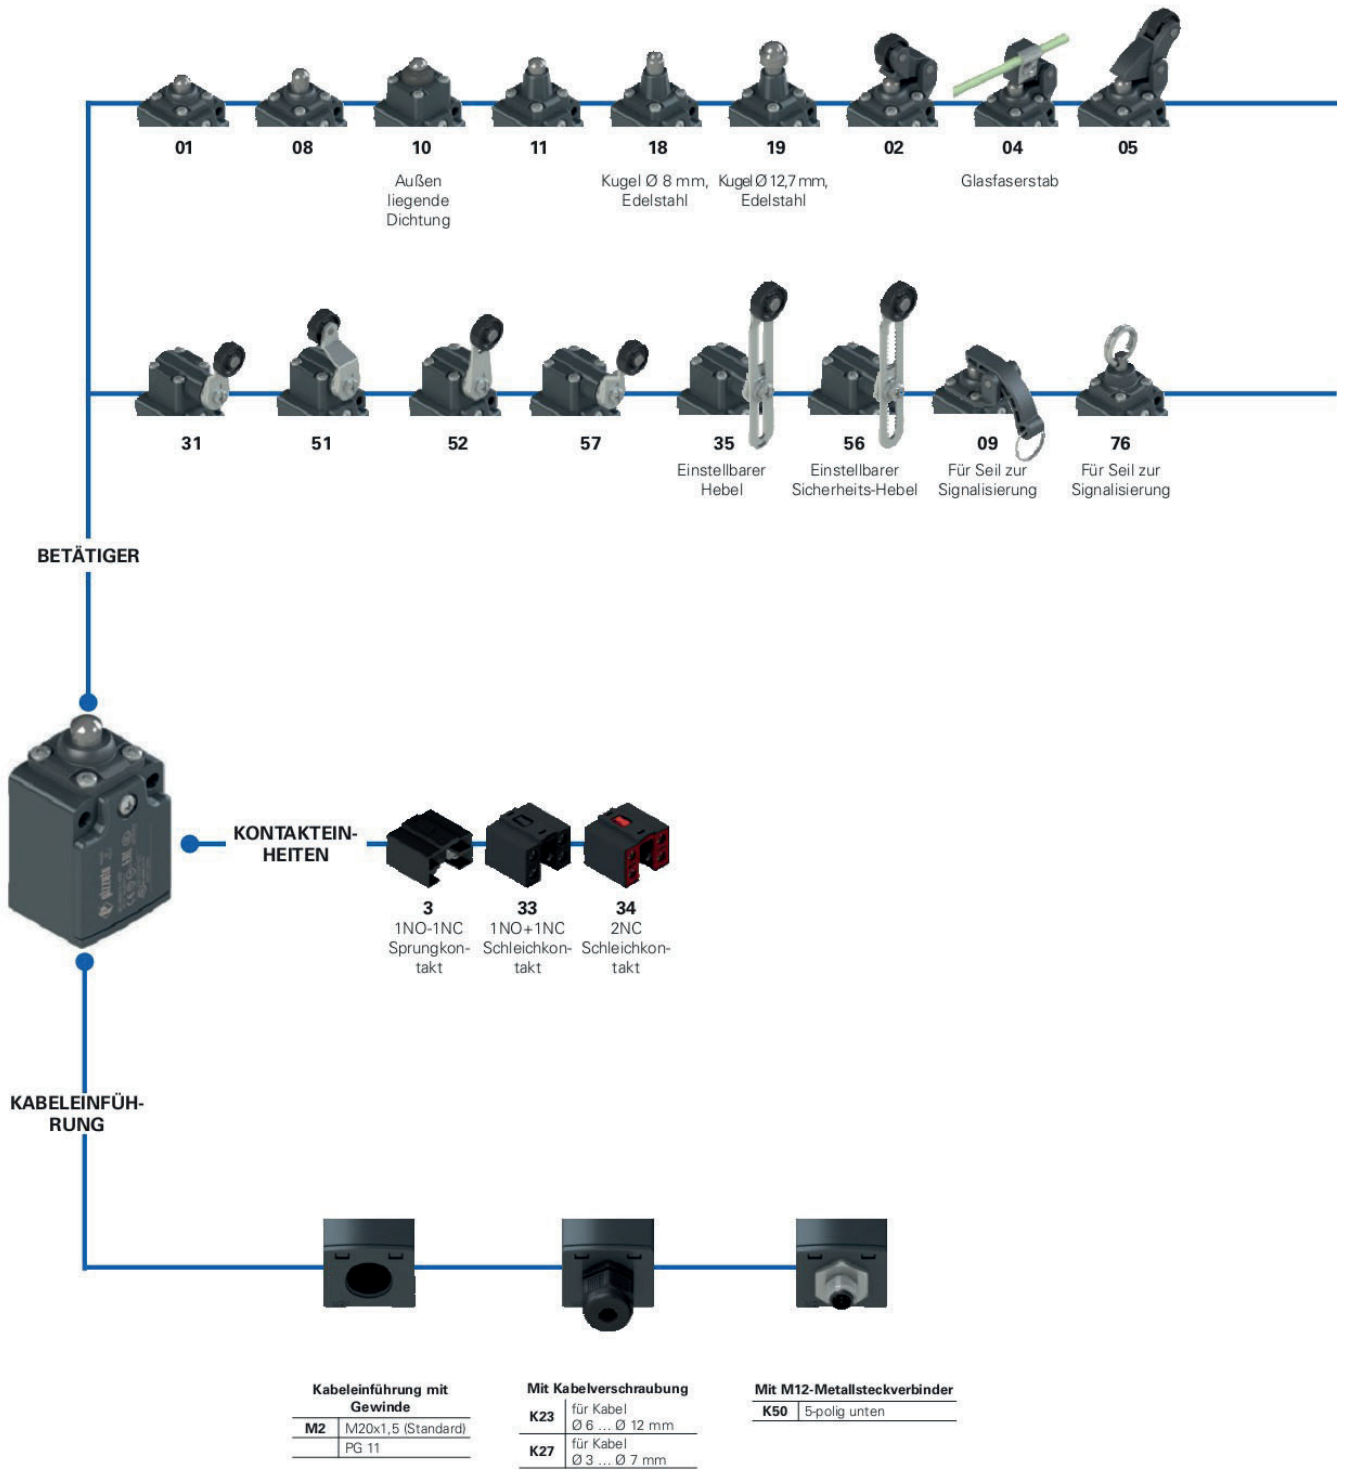 01
08
10
11
18
19
02
04
05
Außen
liegende
Dichtung
Kugel Ø 8 mm,
Edelstahl
Kugel Ø 12,7 mm,
Edelstahl
Glasfaserstab
31
51
52
57
35
56
09
76
Einstellbarer
Hebel
Einstellbarer
Sicherheits-Hebel
Für Seil zur
Signalisierung
Für Seil zur
Signalisierung
BETÄTIGER
pizzato
KONTAKTEIN-
HEITEN
3
1NO-1NC
Sprungkon-
takt
33
1NO+1NC
Schleichkon-
takt
34
2NC
Schleichkon-
takt
KABELEINFÜH-
RUNG
Kabeleinführung mit
Gewinde
M2 M20x1,5 (Standard)
PG 11
Mit Kabelverschraubung
K23 für Kabel
Ø 6 ... Ø 12 mm
K27 für Kabel
Ø 3 ... Ø 7 mm
Mit M12-Metallsteckverbinder
K50 5-polig unten